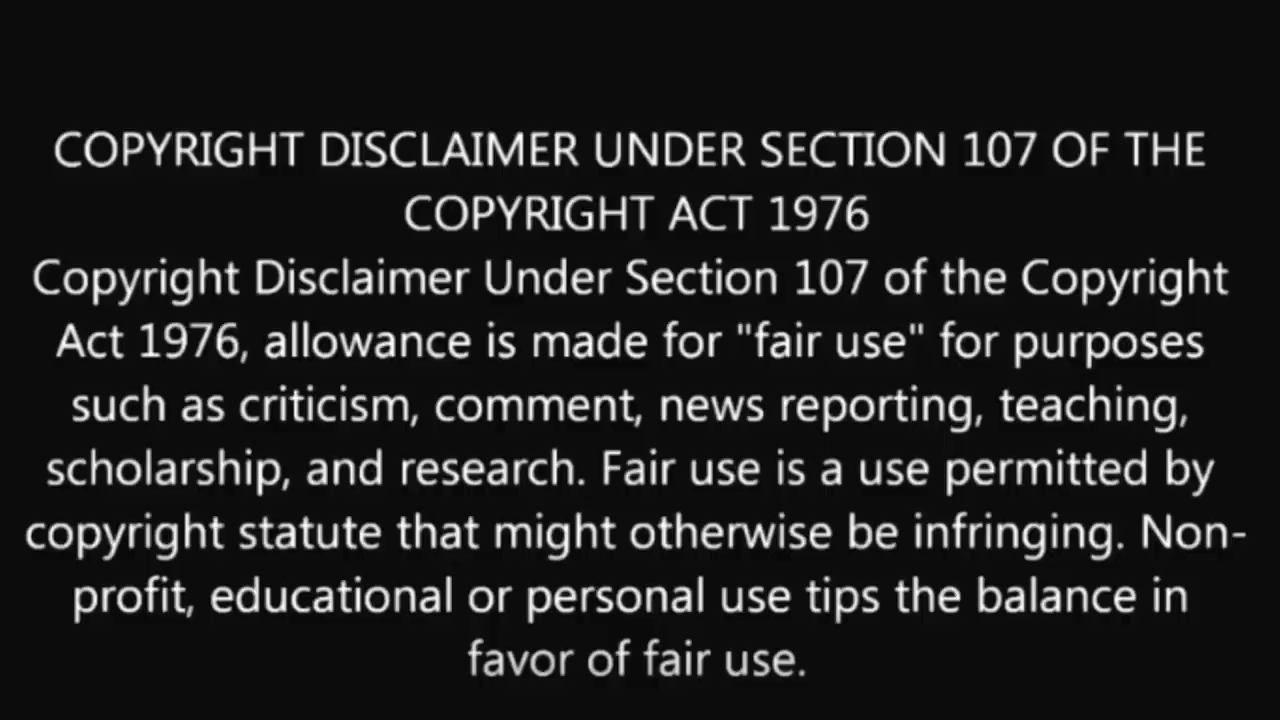 COPYRIGHT DISCLAIMER UNDER SECTION 107 OF THE
COPYRIGHT ACT 1976
Copyright Disclaimer Under Section 107 of the Copyright
Act 1976, allowance is made for "fair use" for purposes
such as criticism, comment, news reporting, teaching,
scholarship, and research. Fair use is a use permitted by
copyright statute that might otherwise be infringing. Non-
profit, educational or personal use tips the balance in
favor of fair use.